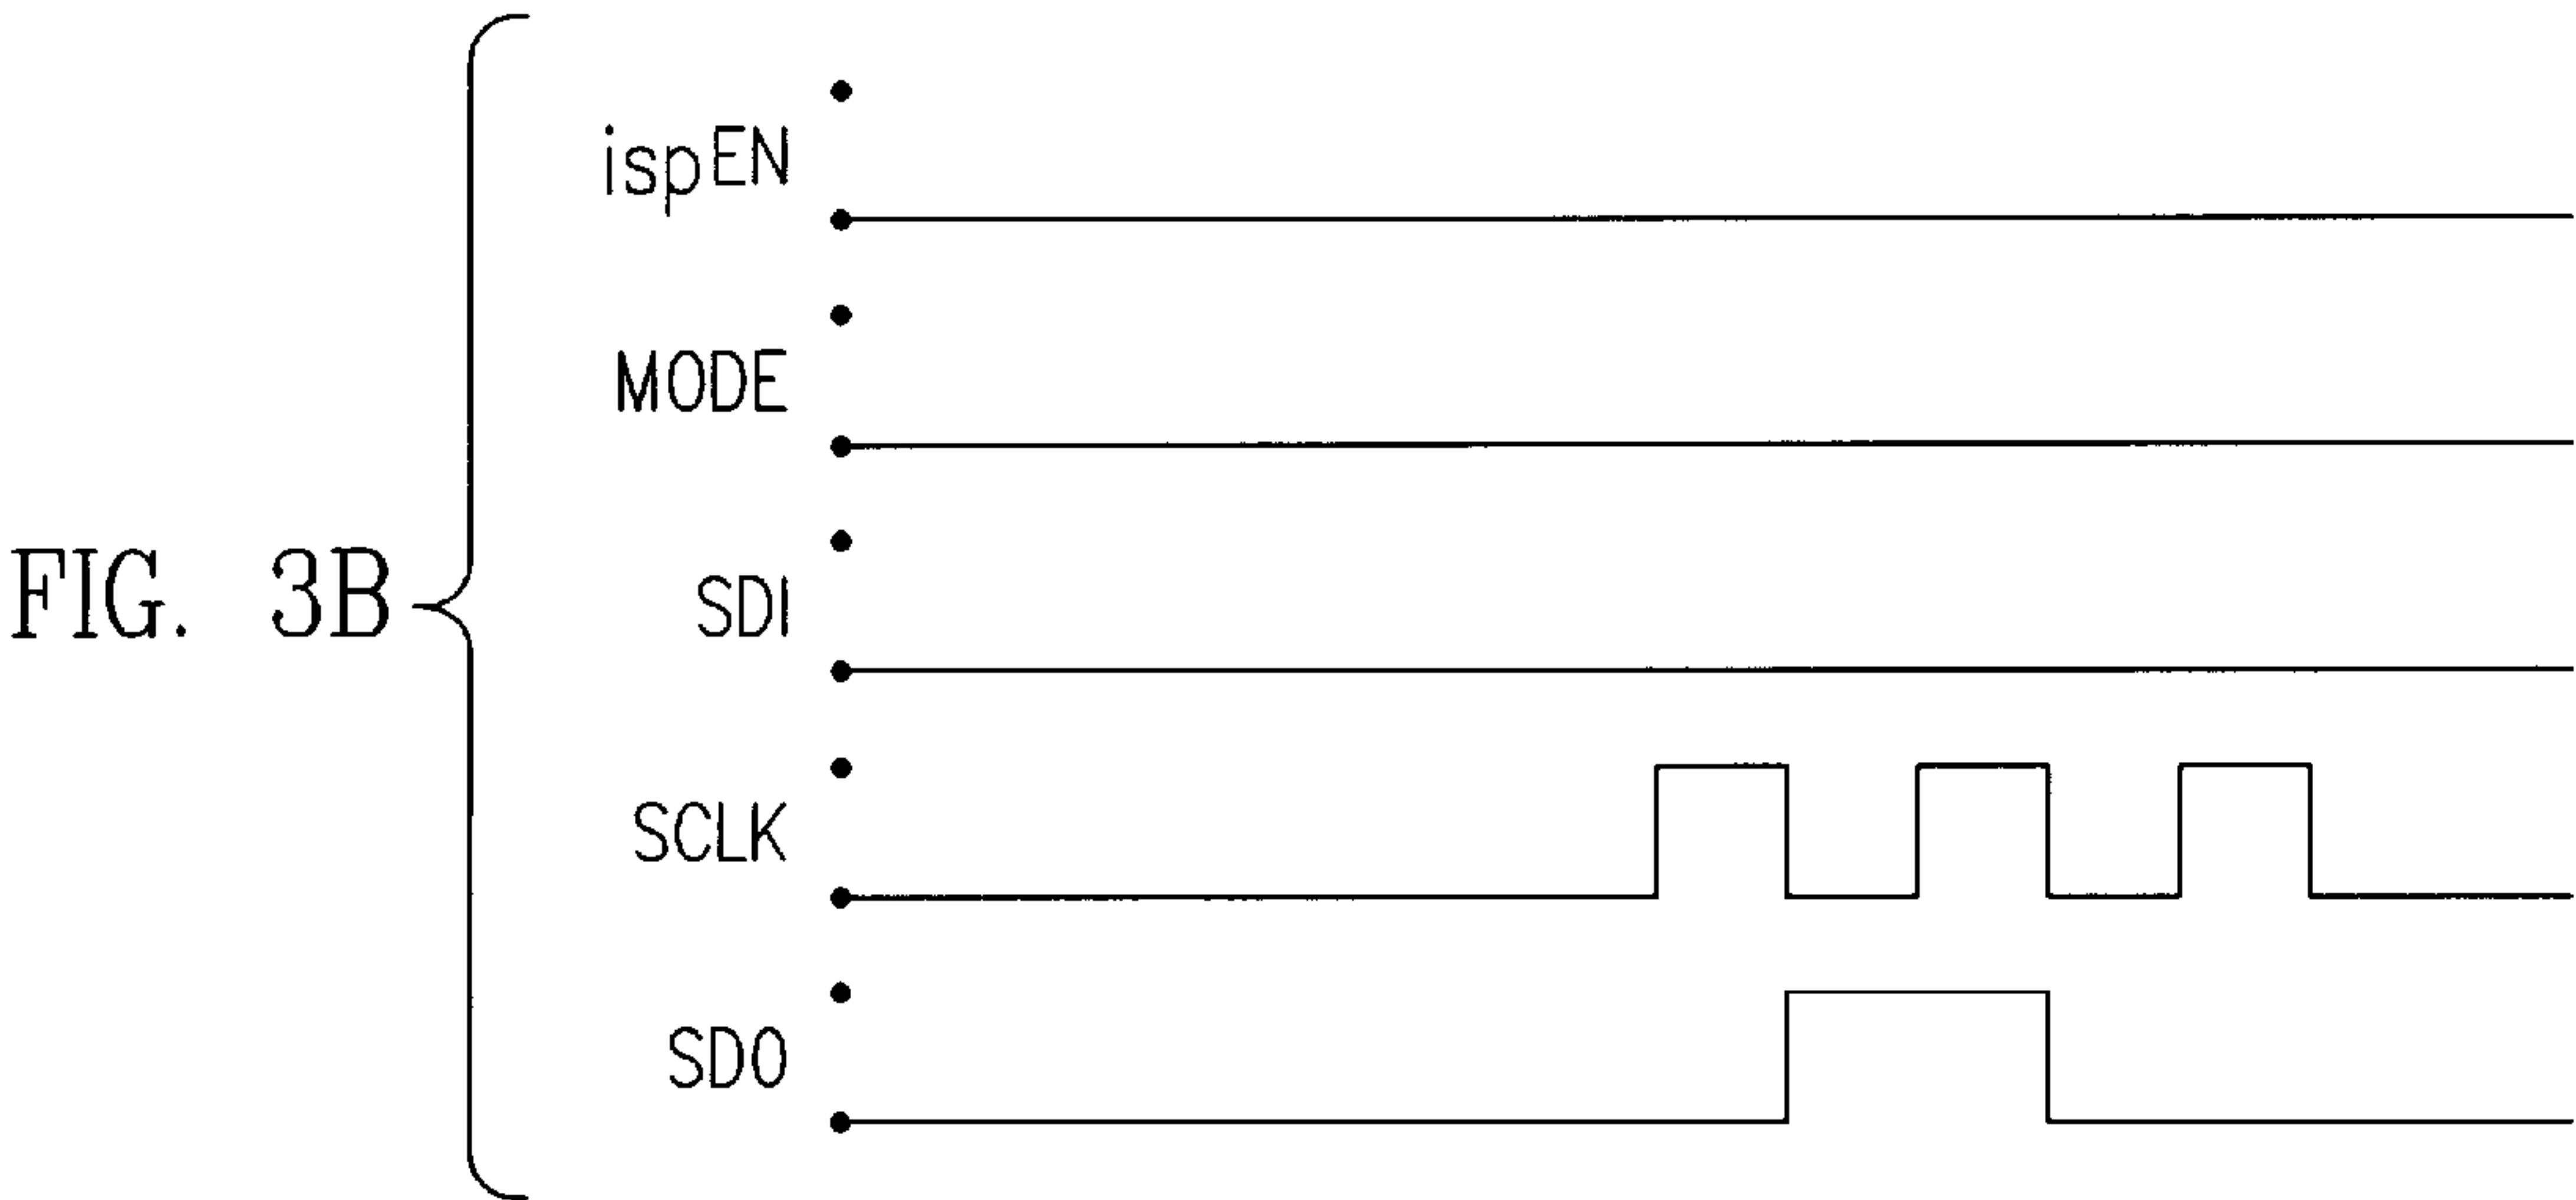 ispEN
MODE
FIG. 3B
SDI
SCLK
SDO